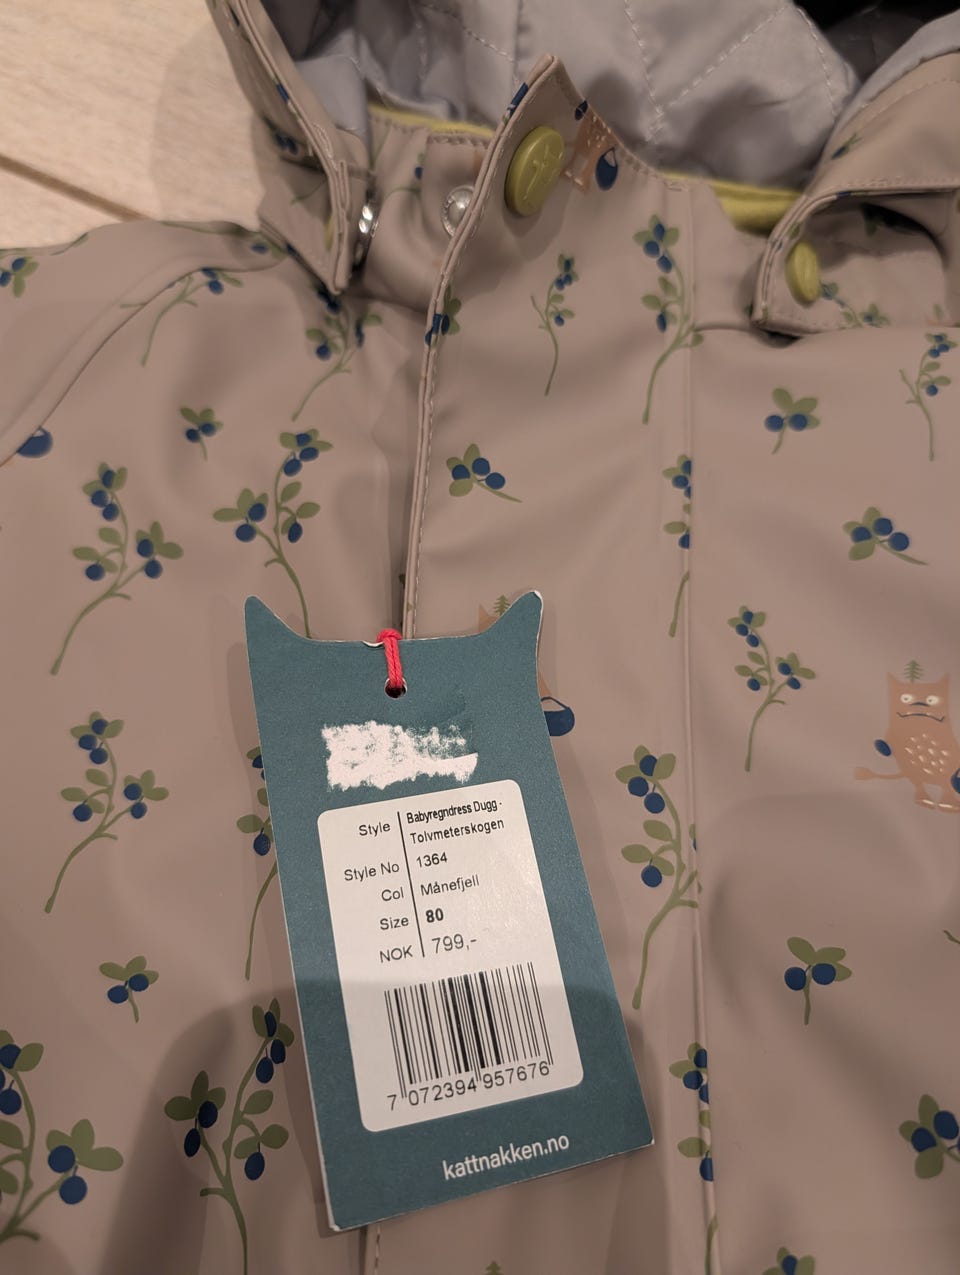 Style Babyregndress Dugg -
Tolvmeterskogen
Style No 1364
Col Månefjell
Size 80
NOK 799,-
7 072394 957676
kattnakken.no